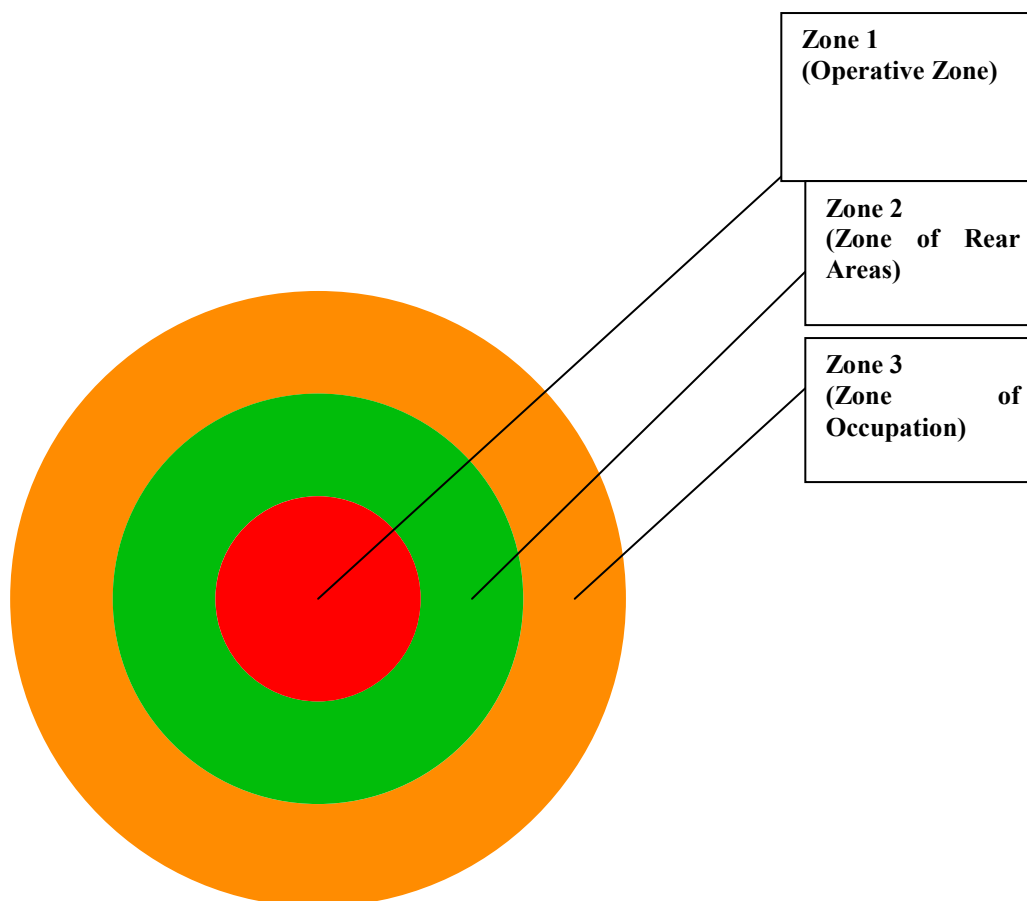 Zone 1
(Operative Zone)
Zone 2
(Zone of Rear
Areas)
Zone 3
(Zone of
Occupation)